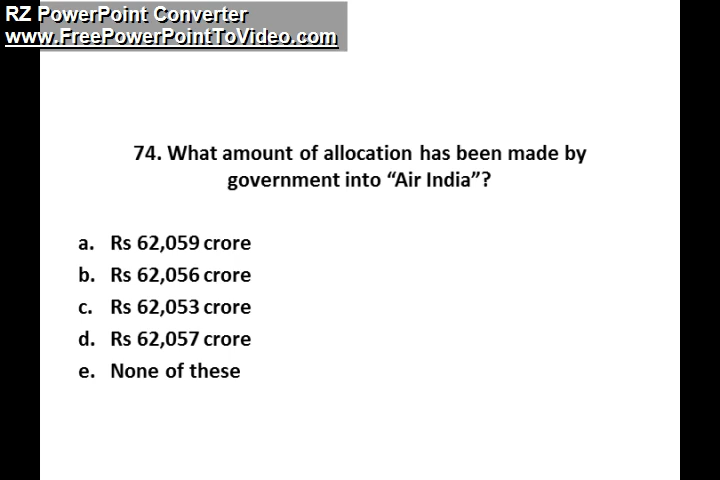 RZ PowerPoint Converter
www.FreePowerPointToVideo.com
74. What amount of allocation has been made by
government into “Air India”?
a. Rs 62,059 crore
b. Rs 62,056 crore
c. Rs 62,053 crore
d. Rs 62,057 crore
e. None of these